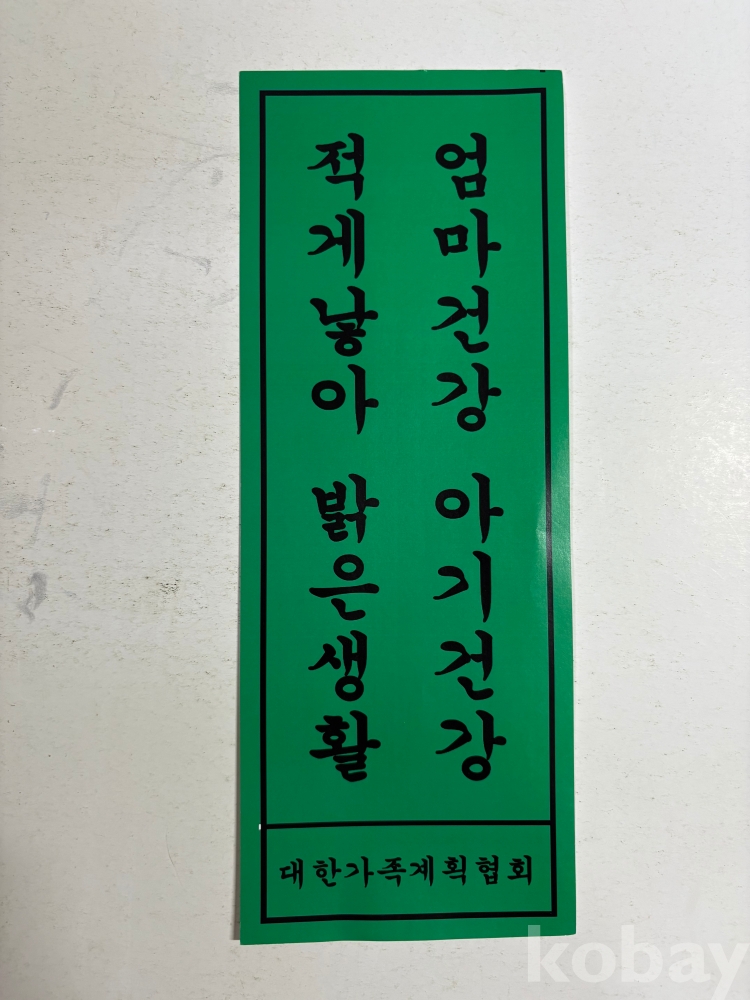 엄마건강 아기건강
적게낳아 밝은생활
대한가족계획협회
kobay